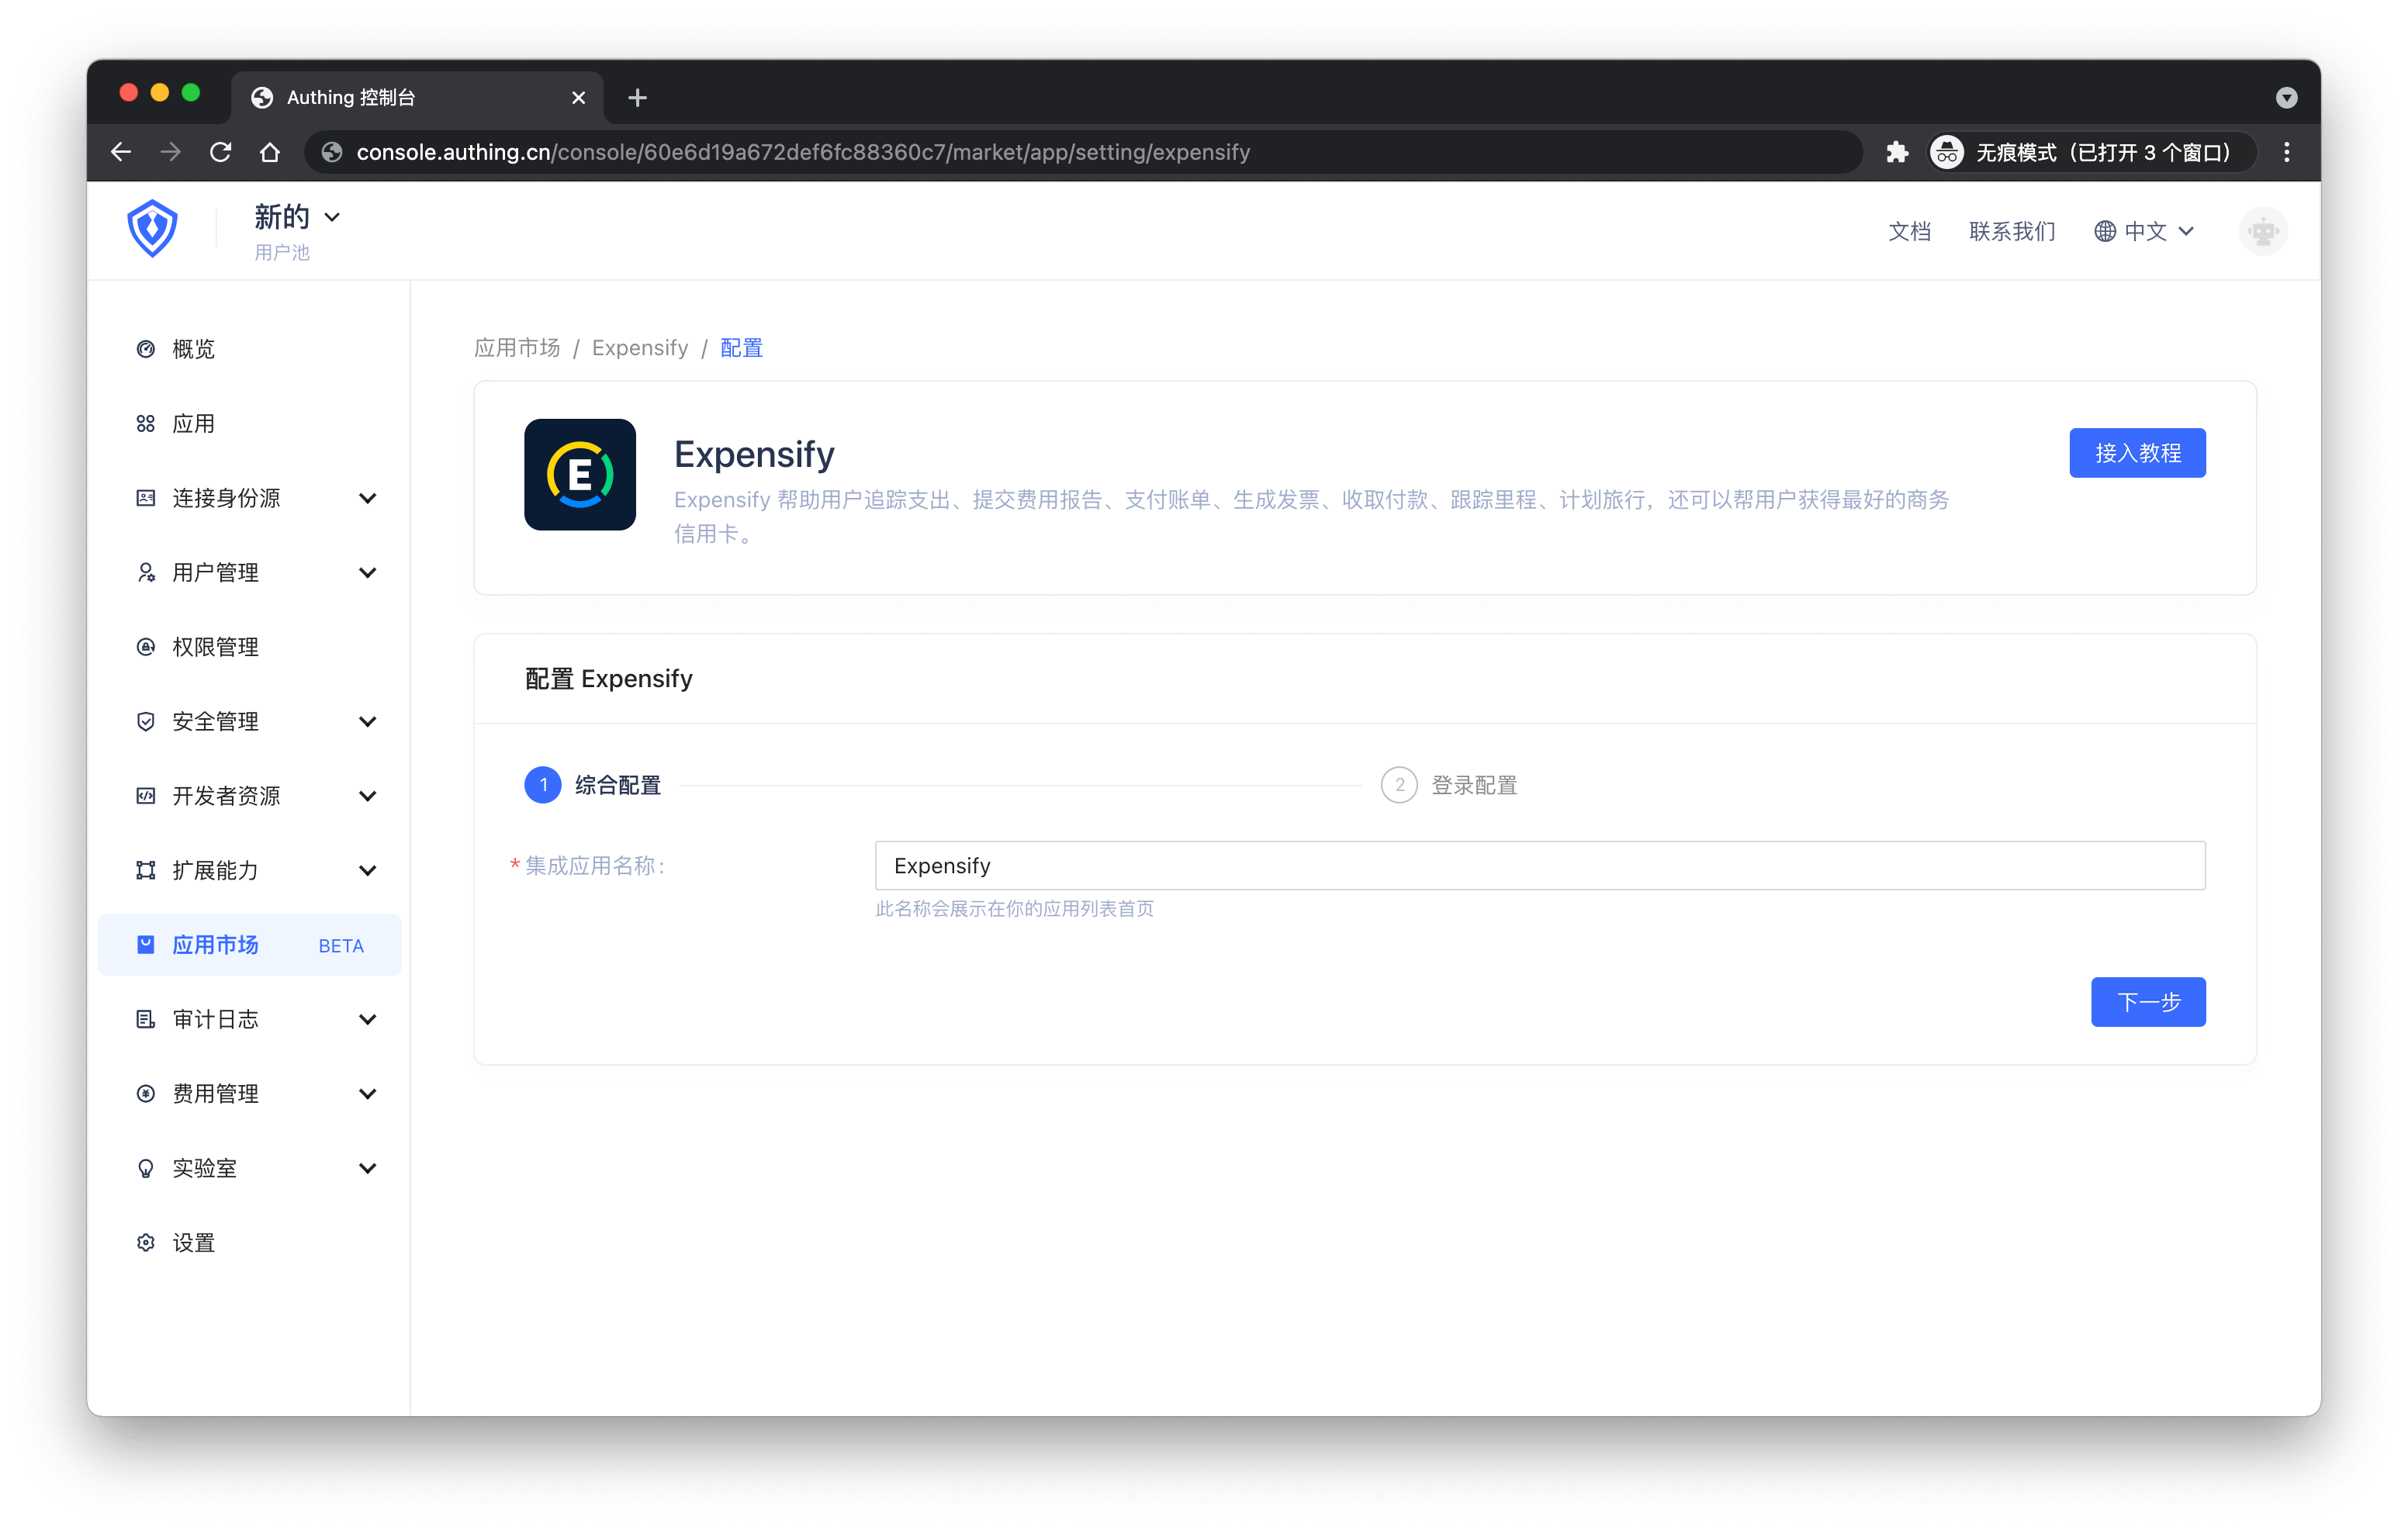 Authing 控制台
console.authing.cn/console/60e6d19a672def6fc88360c7/market/app/setting/expensify
无痕模式（已打开 3 个窗口）
新的
用户池
文档
联系我们
中文
概览
应用
连接身份源
用户管理
权限管理
安全管理
开发者资源
扩展能力
应用市场 BETA
审计日志
费用管理
实验室
设置
应用市场 / Expensify / 配置
E
Expensify
接入教程
Expensify 帮助用户追踪支出、提交费用报告、支付账单、生成发票、收取付款、跟踪里程、计划旅行，还可以帮用户获得最好的商务
信用卡。
配置 Expensify
1 综合配置
2 登录配置
* 集成应用名称：
Expensify
此名称会展示在你的应用列表首页
下一步